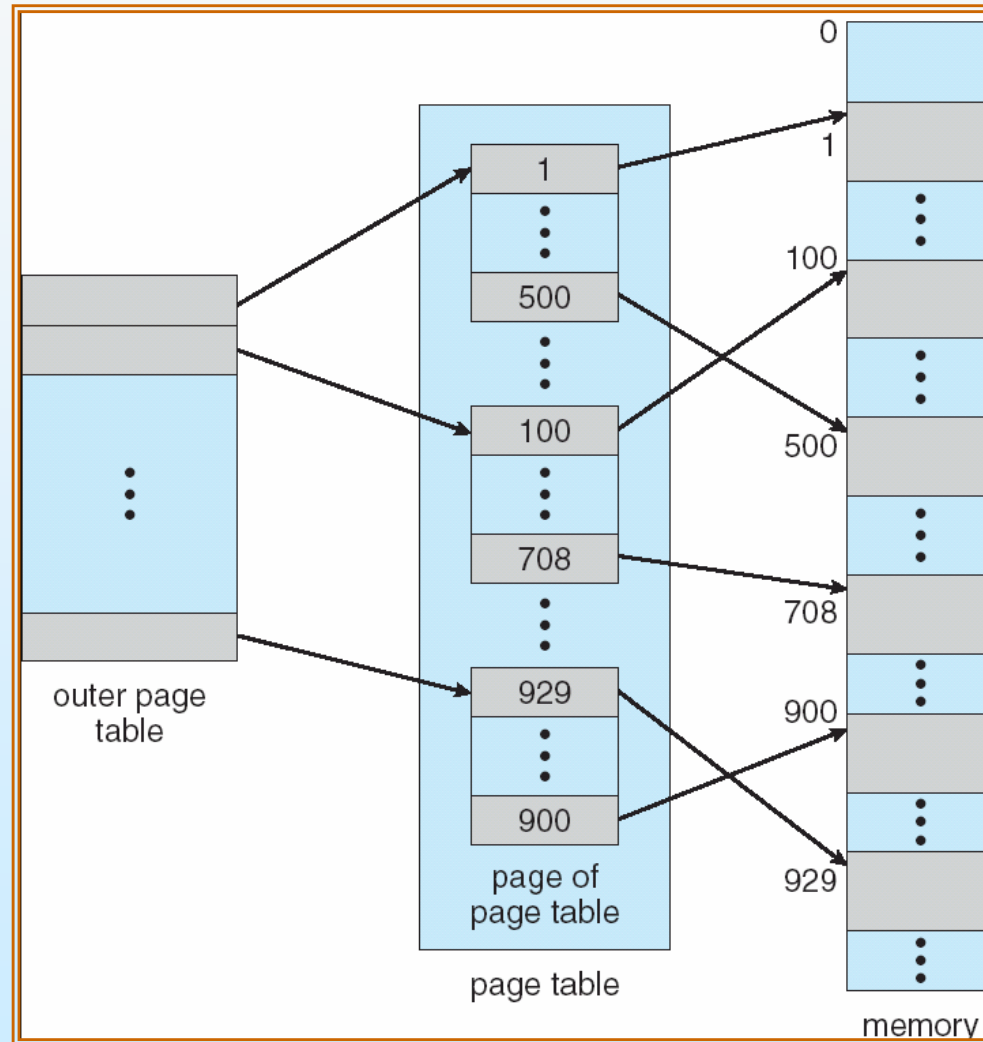 0
1
1
500
100
100
500
708
708
929
900
900
929
outer page
table
page of
page table
page table
memory